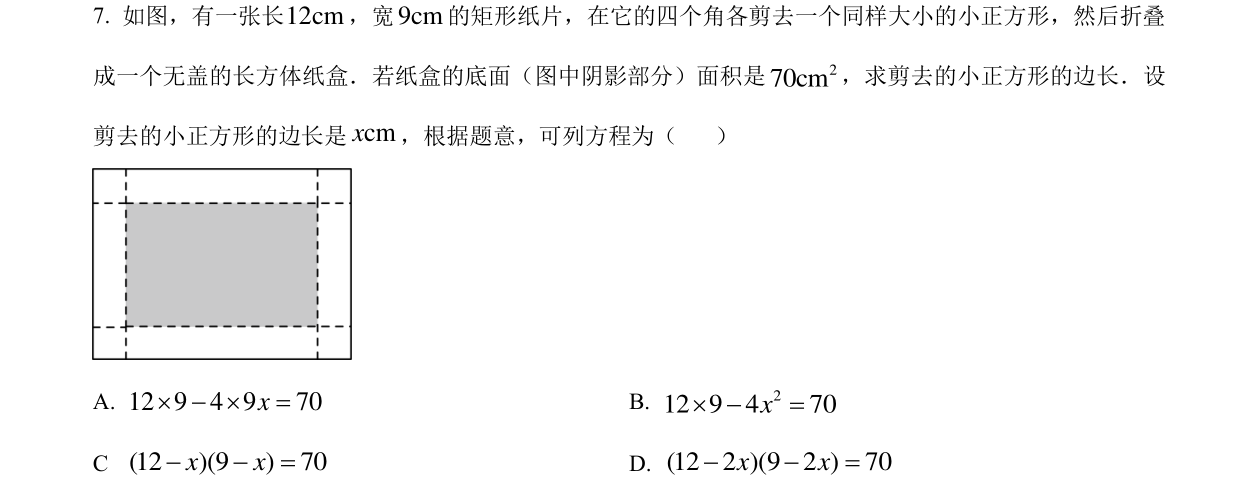 7. 如图，有一张长12cm，宽9cm的矩形纸片，在它的四个角各剪去一个同样大小的小正方形，然后折叠
成一个无盖的长方体纸盒．若纸盒的底面（图中阴影部分）面积是70cm²，求剪去的小正方形的边长．设
剪去的小正方形的边长是xcm，根据题意，可列方程为（　　）
A. 12×9−4×9x=70
B. 12×9−4x²=70
C (12−x)(9−x)=70
D. (12−2x)(9−2x)=70